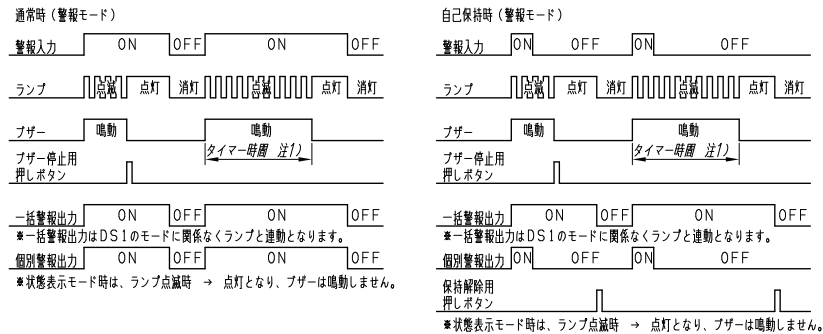 通常時(警報モード)
警報入力 ON OFF ON OFF
ランプ 点滅 点灯 消灯 点滅 点灯 消灯
ブザー 鳴動 鳴動
タイマー時間 注1)
ブザー停止用
押しボタン
一括警報出力 ON OFF ON OFF
※一括警報出力はDS1のモードに関係なくランプと連動となります。
個別警報出力 ON OFF ON OFF
※状態表示モード時は、ランプ点滅時 → 点灯となり、ブザーは鳴動しません。
自己保持時(警報モード)
警報入力 ON OFF ON OFF
ランプ 点滅 点灯 消灯 点滅 点灯 消灯
ブザー 鳴動 鳴動
タイマー時間 注1)
ブザー停止用
押しボタン
一括警報出力 ON OFF ON OFF
※一括警報出力はDS1のモードに関係なくランプと連動となります。
個別警報出力 ON OFF ON OFF
保持解除用
押しボタン
※状態表示モード時は、ランプ点滅時 → 点灯となり、ブザーは鳴動しません。